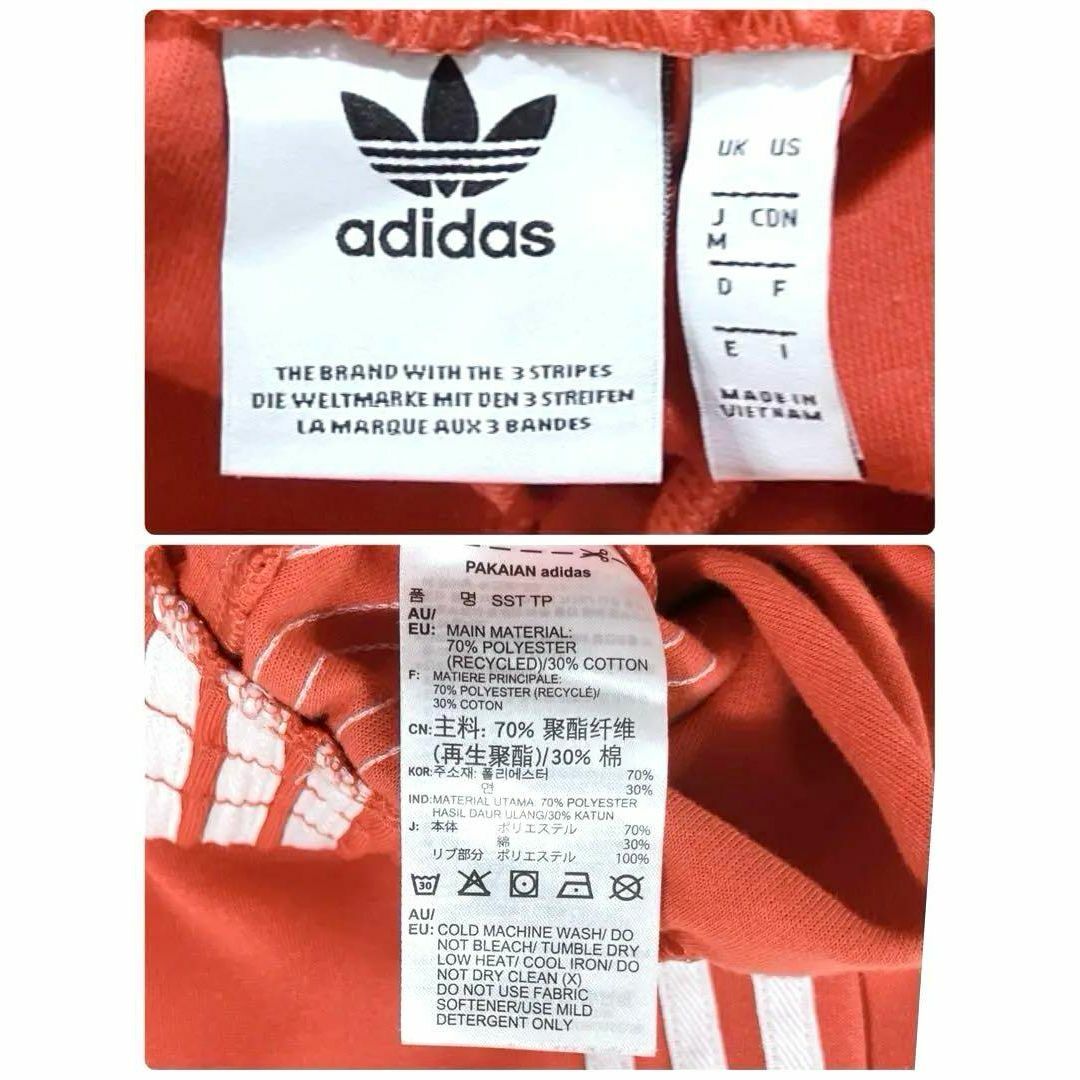 adidas
THE BRAND WITH THE 3 STRIPES
DIE WELTMARKE MIT DEN 3 STREIFEN
LA MARQUE AUX 3 BANDES
UK US
J CDN
M
D F
E I
MADE IN
VIETNAM
PAKAIAN adidas
품 명 SST TP
AU/
EU: MAIN MATERIAL:
70% POLYESTER
(RECYCLED)/30% COTTON
F: MATIERE PRINCIPALE:
70% POLYESTER (RECYCLÉ)/
30% COTON
CN: 主料: 70% 聚酯纤维
(再生聚酯)/30% 棉
KOR: 주소재: 폴리에스터 70%
면 30%
IND: MATERIAL UTAMA: 70% POLYESTER
HASIL DAUR ULANG/30% KATUN
J: 本体 ポリエステル 70%
綿 30%
リブ部分 ポリエステル 100%
30
AU/
EU: COLD MACHINE WASH/ DO
NOT BLEACH/ TUMBLE DRY
LOW HEAT/ COOL IRON/ DO
NOT DRY CLEAN (X)
DO NOT USE FABRIC
SOFTENER/USE MILD
DETERGENT ONLY